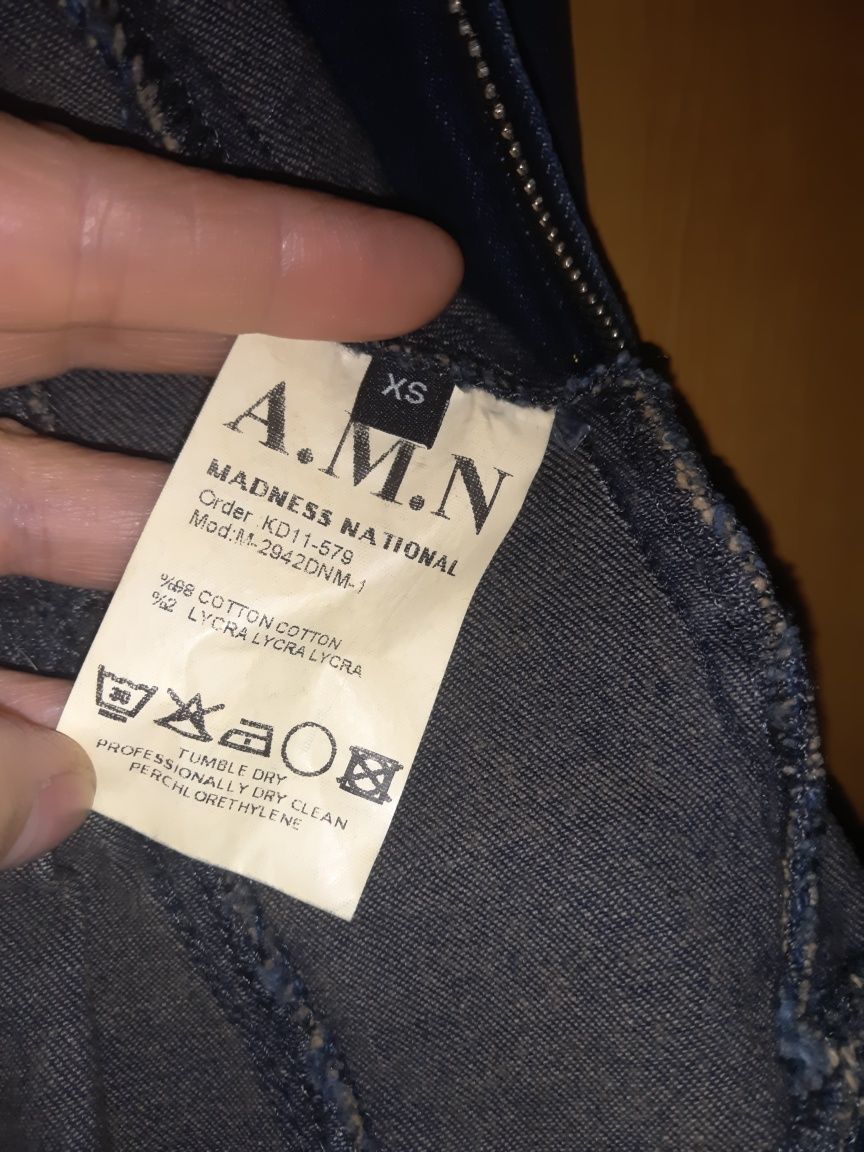 XS
A.M.N
MADNESS NATIONAL
Order :KD11-579
Mod:M-2942DNM-1
%98 COTTON COTTON
%2 LYCRA LYCRA LYCRA
30
TUMBLE DRY
PROFESSIONALLY DRY CLEAN
PERCHLORETHYLENE